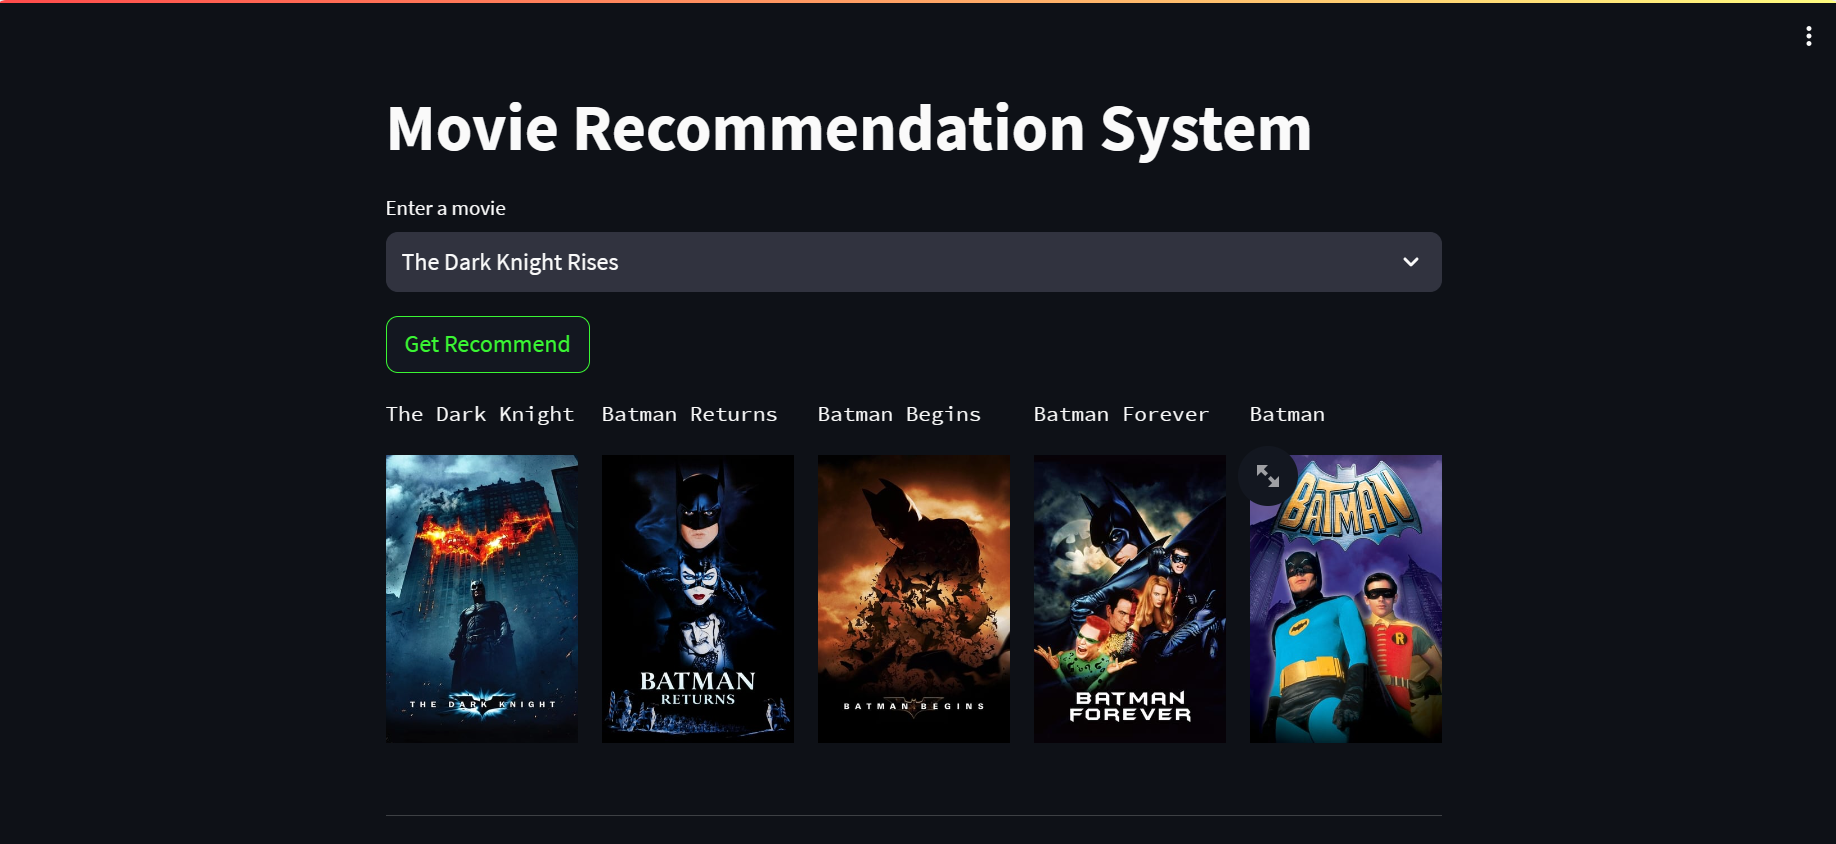 Movie Recommendation System
Enter a movie
The Dark Knight Rises
Get Recommend
The Dark Knight
Batman Returns
Batman Begins
Batman Forever
Batman
THE DARK KNIGHT
BATMAN
RETURNS
BATMAN BEGINS
BATMAN
FOREVER
BATMAN
R